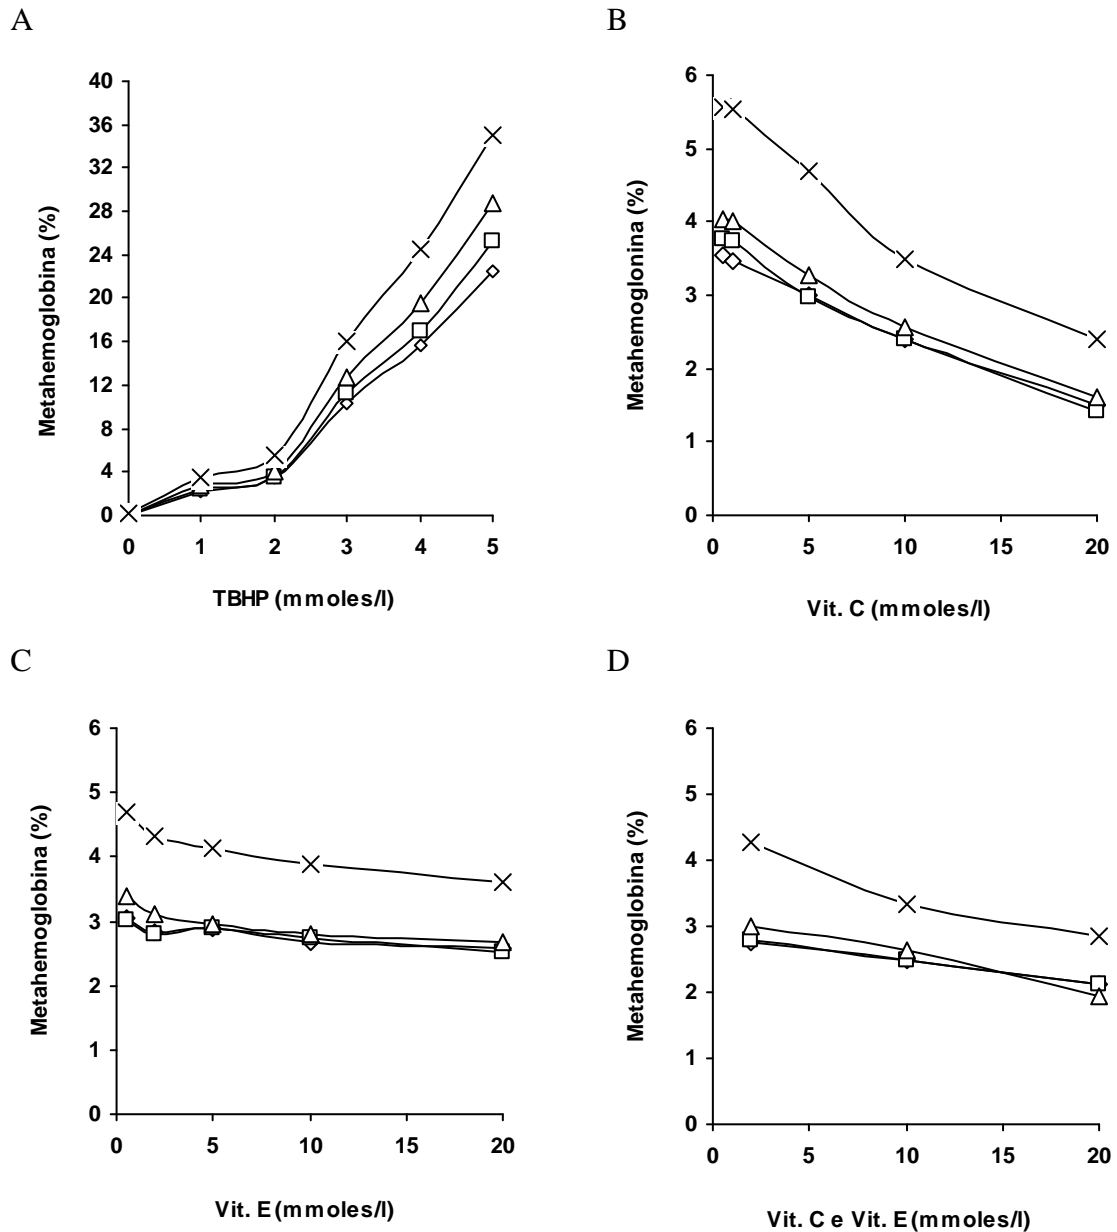 A
40
36
32
28
24
20
16
12
8
4
0
0 1 2 3 4 5
Metahemoglobina (%)
TBHP (mmoles/l)
B
6
5
4
3
2
1
0
0 5 10 15 20
Metahemoglonina (%)
Vit. C (mmoles/l)
C
6
5
4
3
2
1
0
0 5 10 15 20
Metahemoglobina (%)
Vit. E (mmoles/l)
D
6
5
4
3
2
1
0
0 5 10 15 20
Metahemoglobina (%)
Vit. C e Vit. E (mmoles/l)